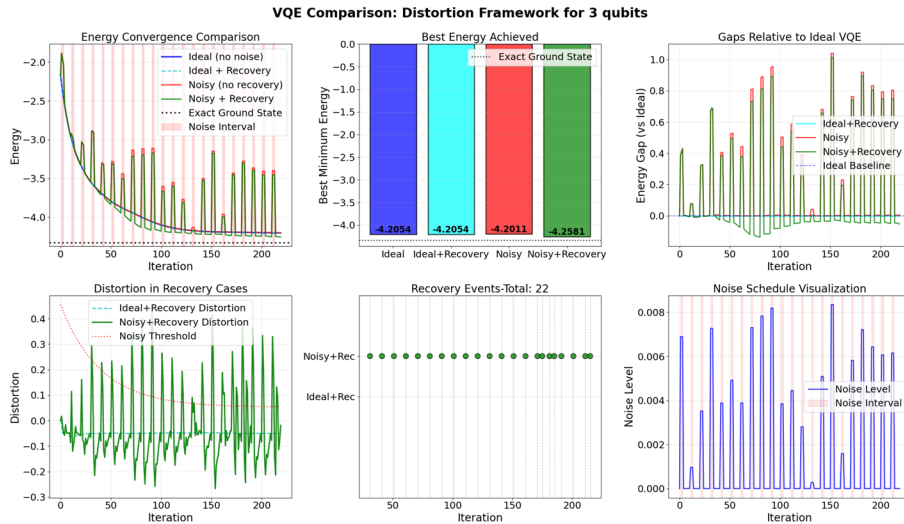 VQE Comparison: Distortion Framework for 3 qubits
Energy Convergence Comparison
Energy
−2.0
−2.5
−3.0
−3.5
−4.0
Ideal (no noise)
Ideal + Recovery
Noisy (no recovery)
Noisy + Recovery
Exact Ground State
Noise Interval
0 50 100 150 200
Iteration
Best Energy Achieved
Best Minimum Energy
0.0
−0.5
−1.0
−1.5
−2.0
−2.5
−3.0
−3.5
−4.0
Exact Ground State
-4.2054 -4.2054 -4.2011 -4.2581
Ideal Ideal+Recovery Noisy Noisy+Recovery
Gaps Relative to Ideal VQE
Energy Gap (vs Ideal)
1.0
0.8
0.6
0.4
0.2
0.0
Ideal+Recovery
Noisy
Noisy+Recovery
Ideal Baseline
0 50 100 150 200
Iteration
Distortion in Recovery Cases
Distortion
0.4
0.3
0.2
0.1
0.0
−0.1
−0.2
−0.3
Ideal+Recovery Distortion
Noisy+Recovery Distortion
Noisy Threshold
0 50 100 150 200
Iteration
Recovery Events-Total: 22
Noisy+Rec
Ideal+Rec
50 100 150 200
Iteration
Noise Schedule Visualization
Noise Level
0.008
0.006
0.004
0.002
0.000
Noise Level
Noise Interval
0 50 100 150 200
Iteration